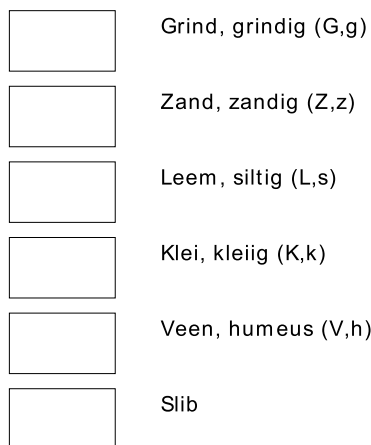 Grind, grindig (G,g)
Zand, zandig (Z,z)
Leem, siltig (L,s)
Klei, kleiig (K,k)
Veen, humeus (V,h)
Slib